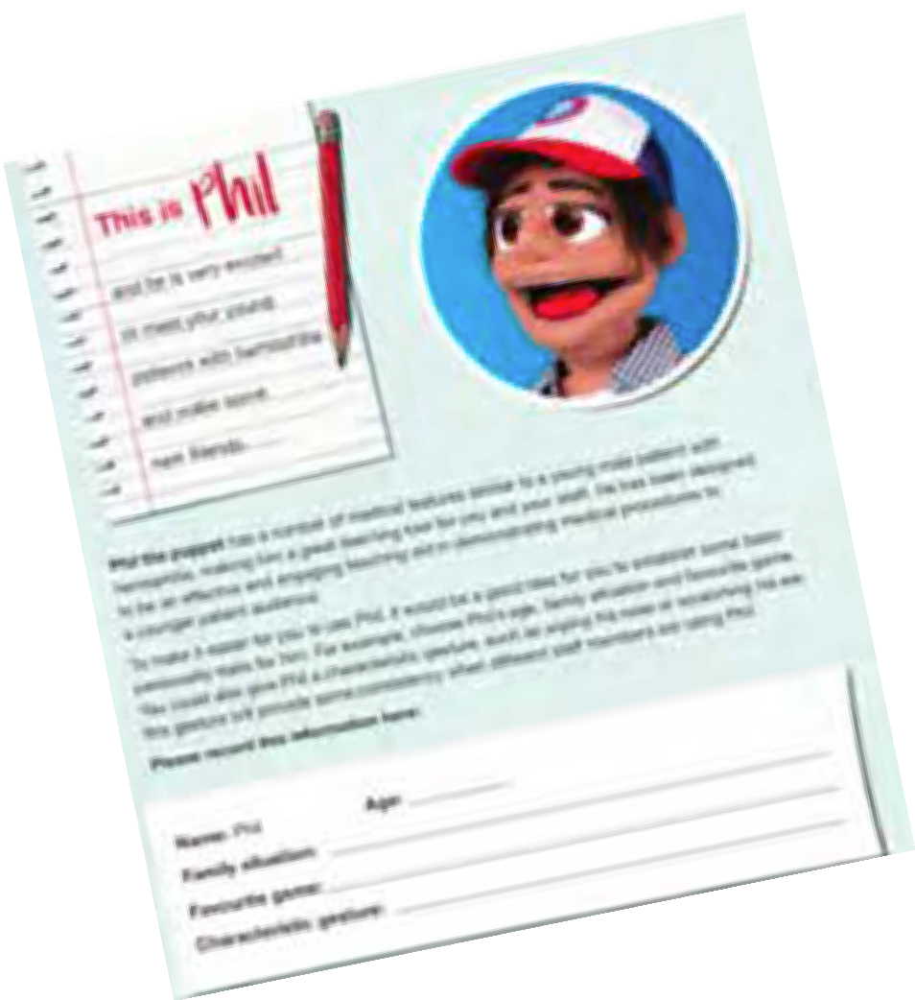 This is Phil
and he is very excited
to meet your young
patients with haemophilia
and make some
new friends...
Phil the puppet has a number of medical features similar to a young male patient with
haemophilia, making him a great teaching tool for you and your staff. He has been designed
to be an effective and engaging teaching aid in demonstrating medical procedures to
a younger patient audience.
To make it easier for you to use Phil, it would be a good idea for you to establish some basic
personality traits for him. For example, choose Phil's age, family situation and favourite game.
You could also give Phil a characteristic gesture, such as wiping his nose or scratching his ear.
this gesture will provide some consistency when different staff members are using Phil.
Please record this information here:
Name: Phil
Age:
Family situation:
Favourite game:
Characteristic gesture: